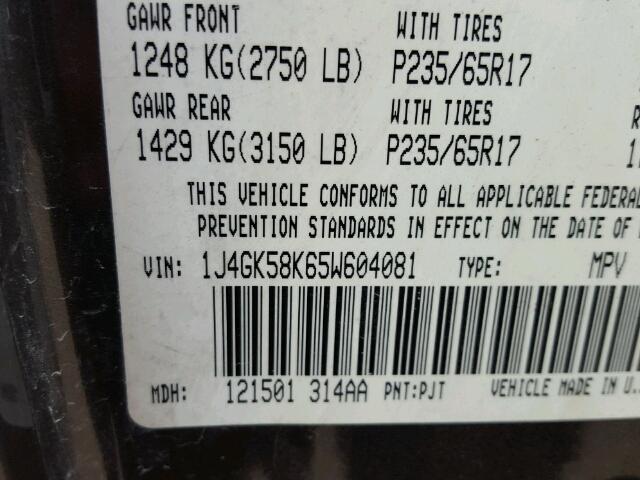 GAWR FRONT WITH TIRES
1248 KG(2750 LB) P235/65R17
GAWR REAR WITH TIRES
1429 KG(3150 LB) P235/65R17
THIS VEHICLE CONFORMS TO ALL APPLICABLE FEDERAL
PREVENTION STANDARDS IN EFFECT ON THE DATE OF
VIN: 1J4GK58K65W604081 TYPE: MPV
MDH: 121501 314AA PNT:PJT VEHICLE MADE IN U.